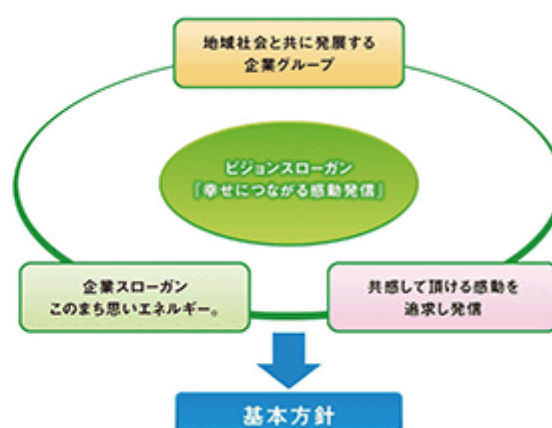 地域社会と共に発展する
企業グループ
ビジョンスローガン
「幸せにつながる感動発信」
企業スローガン
このまち思いエネルギー。
共感して頂ける感動を
追求し発信
基本方針